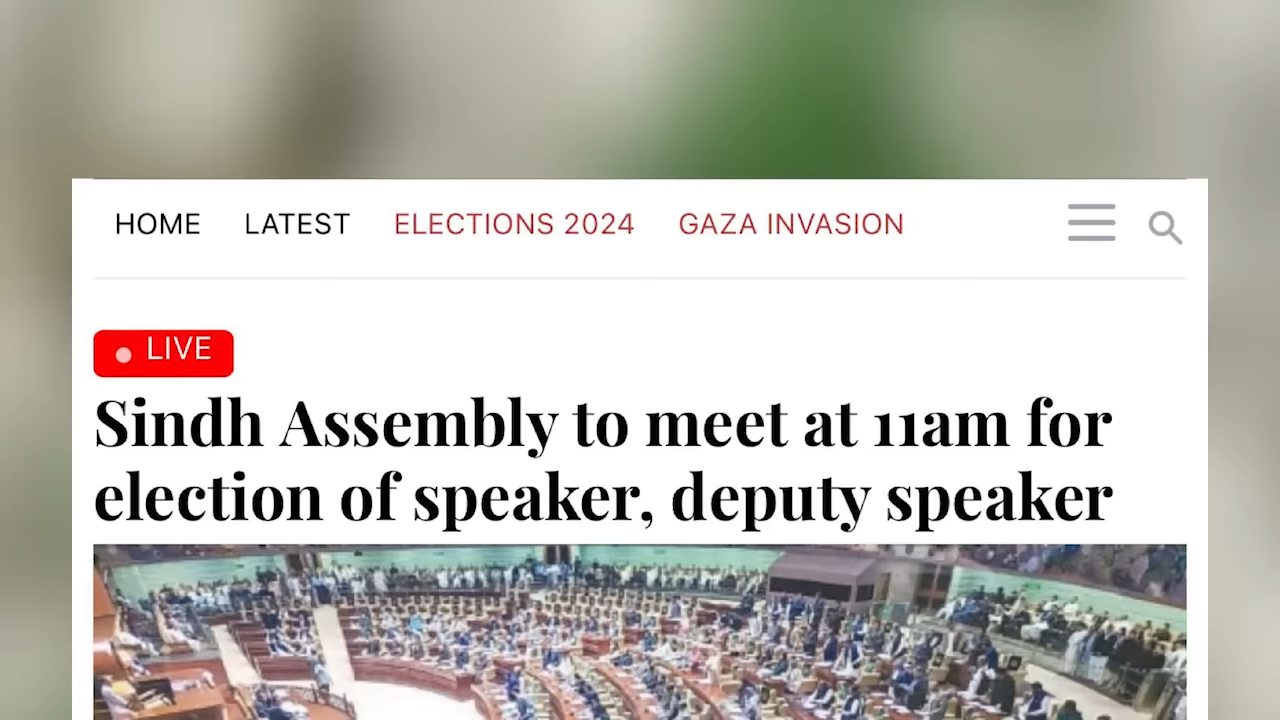 HOME LATEST ELECTIONS 2024 GAZA INVASION
LIVE
Sindh Assembly to meet at 11am for
election of speaker, deputy speaker